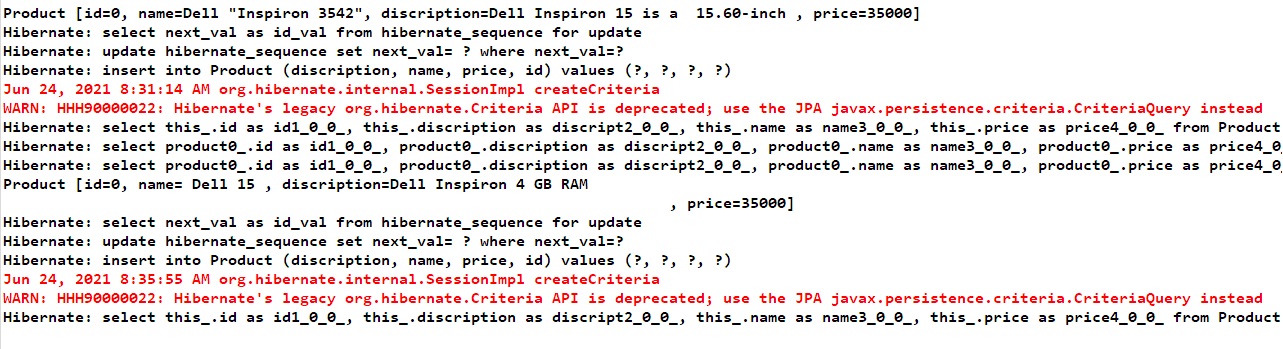 Product [id=0, name=Dell "Inspiron 3542", discription=Dell Inspiron 15 is a  15.60-inch , price=35000]
Hibernate: select next_val as id_val from hibernate_sequence for update
Hibernate: update hibernate_sequence set next_val= ? where next_val=?
Hibernate: insert into Product (discription, name, price, id) values (?, ?, ?, ?)
Jun 24, 2021 8:31:14 AM org.hibernate.internal.SessionImpl createCriteria
WARN: HHH90000022: Hibernate's legacy org.hibernate.Criteria API is deprecated; use the JPA javax.persistence.criteria.CriteriaQuery instead
Hibernate: select this_.id as id1_0_0_, this_.discription as discript2_0_0_, this_.name as name3_0_0_, this_.price as price4_0_0_ from Product
Hibernate: select product0_.id as id1_0_0_, product0_.discription as discript2_0_0_, product0_.name as name3_0_0_, product0_.price as price4_0_
Hibernate: select product0_.id as id1_0_0_, product0_.discription as discript2_0_0_, product0_.name as name3_0_0_, product0_.price as price4_0_
Product [id=0, name= Dell 15 , discription=Dell Inspiron 4 GB RAM
, price=35000]
Hibernate: select next_val as id_val from hibernate_sequence for update
Hibernate: update hibernate_sequence set next_val= ? where next_val=?
Hibernate: insert into Product (discription, name, price, id) values (?, ?, ?, ?)
Jun 24, 2021 8:35:55 AM org.hibernate.internal.SessionImpl createCriteria
WARN: HHH90000022: Hibernate's legacy org.hibernate.Criteria API is deprecated; use the JPA javax.persistence.criteria.CriteriaQuery instead
Hibernate: select this_.id as id1_0_0_, this_.discription as discript2_0_0_, this_.name as name3_0_0_, this_.price as price4_0_0_ from Product